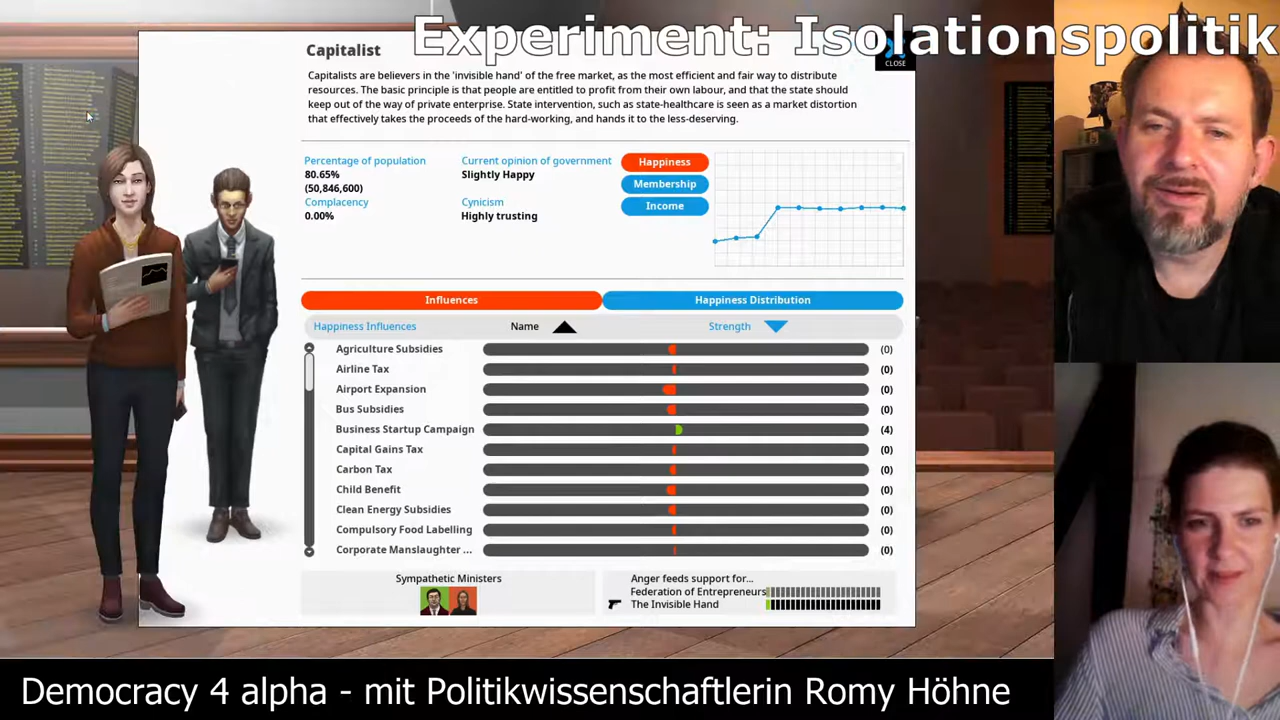 Experiment: Isolationspolitik
Capitalist
CLOSE
Capitalists are believers in the 'invisible hand' of the free market, as the most efficient and fair way to distribute
resources. The basic principle is that people are entitled to profit from their own labour, and that the state should
keep out of the way of private enterprise. State intervention, such as state-healthcare is seen as a market distortion
that effectively takes the proceeds of the hard-working, and hands it to the less-deserving.
Percentage of population
80.65%
(50,846,600)
Complacency
0.00%
Current opinion of government
Slightly Happy
Cynicism
Highly trusting
Happiness
Membership
Income
Influences
Happiness Distribution
Happiness Influences Name Strength
Agriculture Subsidies (0)
Airline Tax (0)
Airport Expansion (0)
Bus Subsidies (0)
Business Startup Campaign (4)
Capital Gains Tax (0)
Carbon Tax (0)
Child Benefit (0)
Clean Energy Subsidies (0)
Compulsory Food Labelling (0)
Corporate Manslaughter ... (0)
Sympathetic Ministers
Anger feeds support for...
Federation of Entrepreneurs
The Invisible Hand
Democracy 4 alpha - mit Politikwissenschaftlerin Romy Höhne